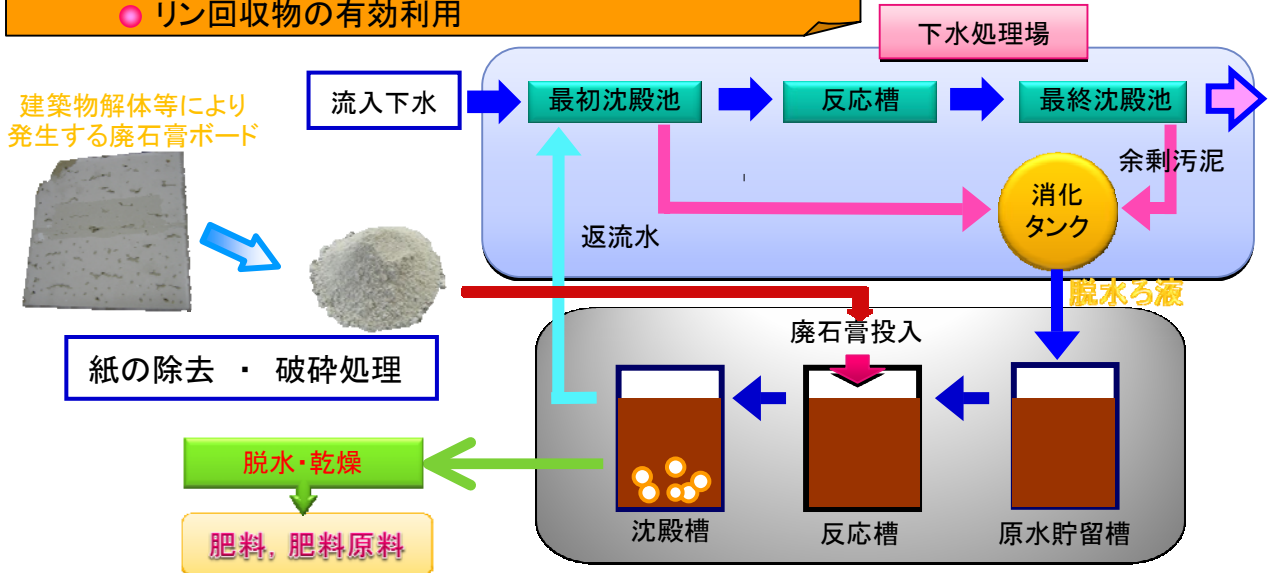 ● リン回収物の有効利用
下水処理場
建築物解体等により
発生する廃石膏ボード
流入下水
最初沈殿池
反応槽
最終沈殿池
余剰汚泥
消化
タンク
返流水
脱水ろ液
廃石膏投入
紙の除去 ・ 破砕処理
脱水・乾燥
肥料, 肥料原料
沈殿槽
反応槽
原水貯留槽